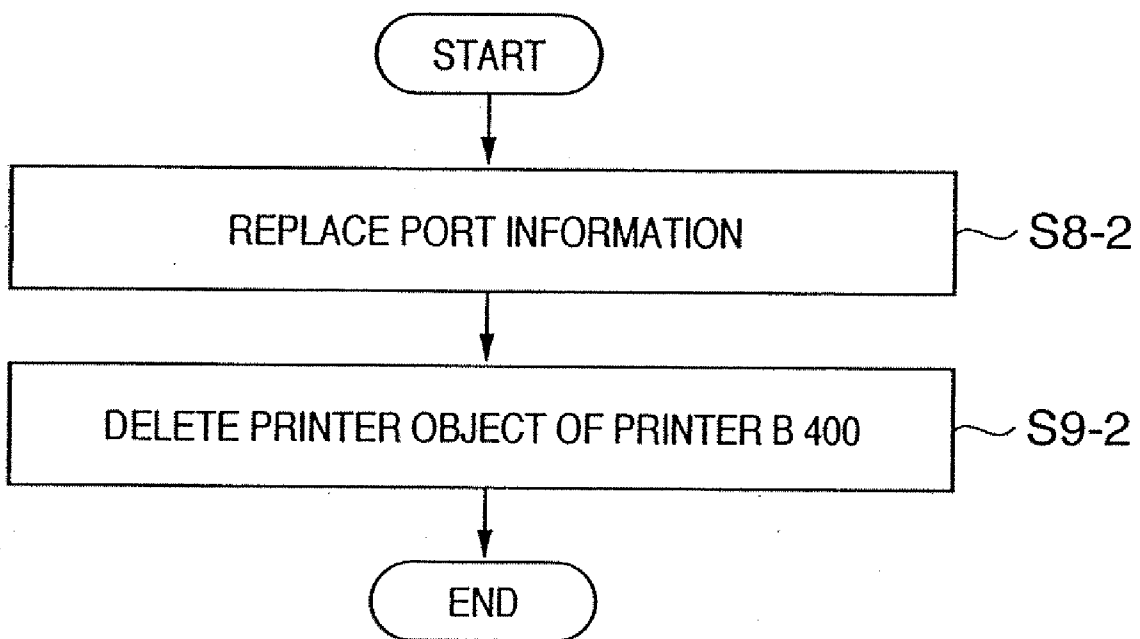 START
REPLACE PORT INFORMATION
S8-2
DELETE PRINTER OBJECT OF PRINTER B 400
S9-2
END